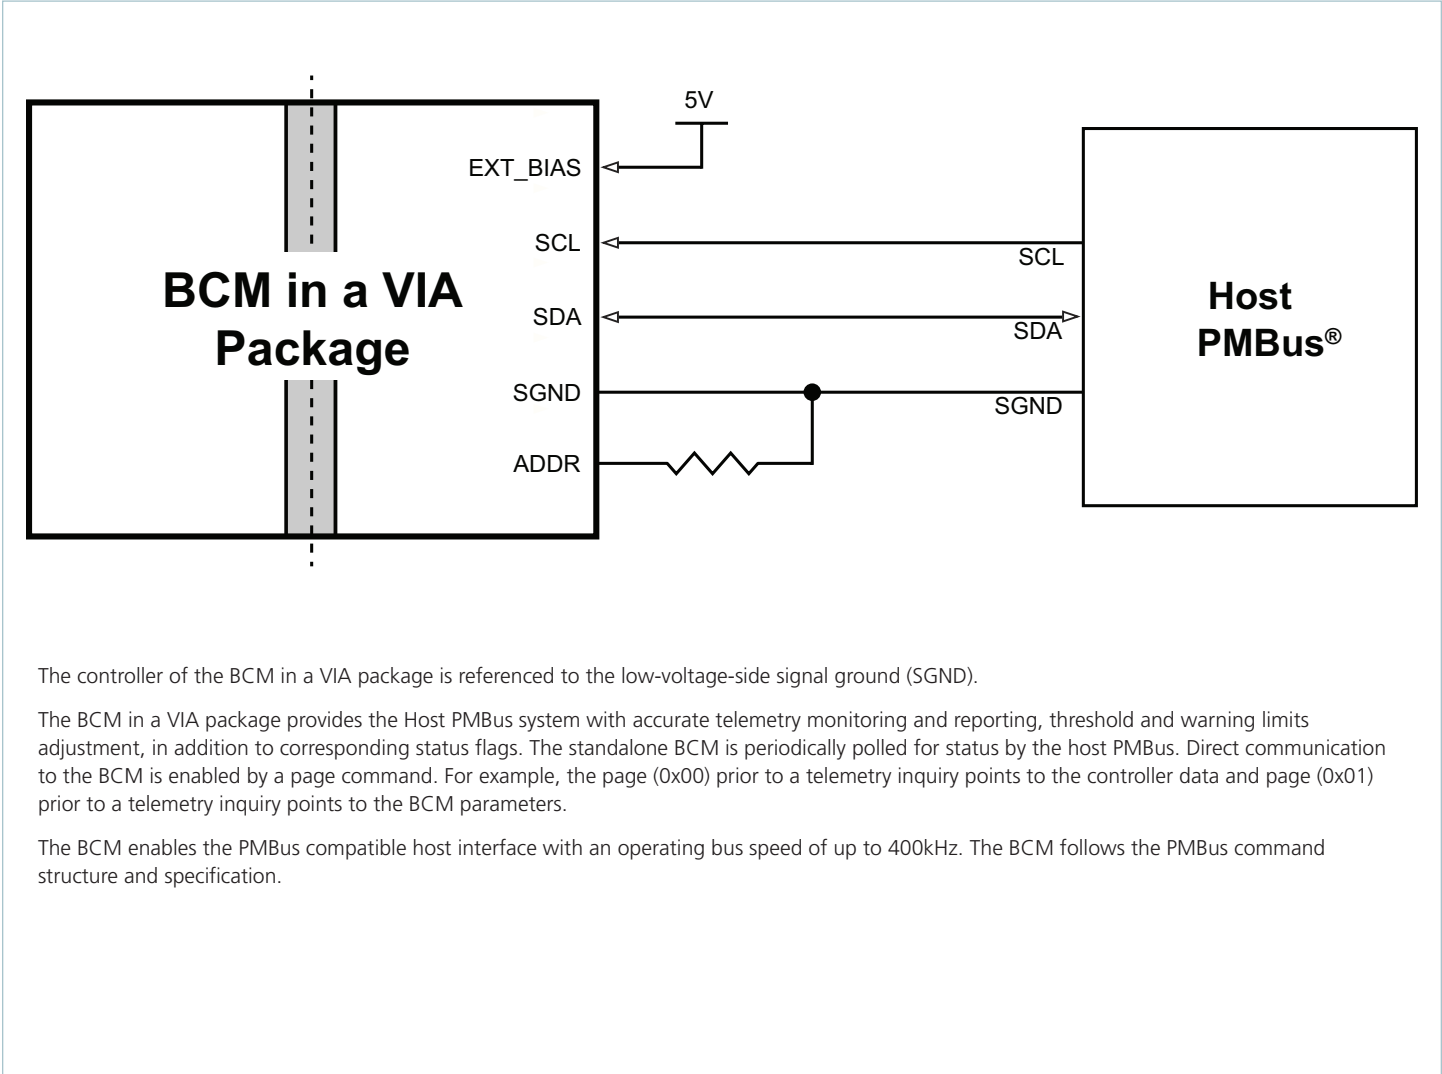 5V
EXT_BIAS
SCL
SCL
BCM in a VIA
Package
SDA
SDA
Host
PMBus®
SGND
SGND
ADDR
The controller of the BCM in a VIA package is referenced to the low-voltage-side signal ground (SGND).
The BCM in a VIA package provides the Host PMBus system with accurate telemetry monitoring and reporting, threshold and warning limits
adjustment, in addition to corresponding status flags. The standalone BCM is periodically polled for status by the host PMBus. Direct communication
to the BCM is enabled by a page command. For example, the page (0x00) prior to a telemetry inquiry points to the controller data and page (0x01)
prior to a telemetry inquiry points to the BCM parameters.
The BCM enables the PMBus compatible host interface with an operating bus speed of up to 400kHz. The BCM follows the PMBus command
structure and specification.